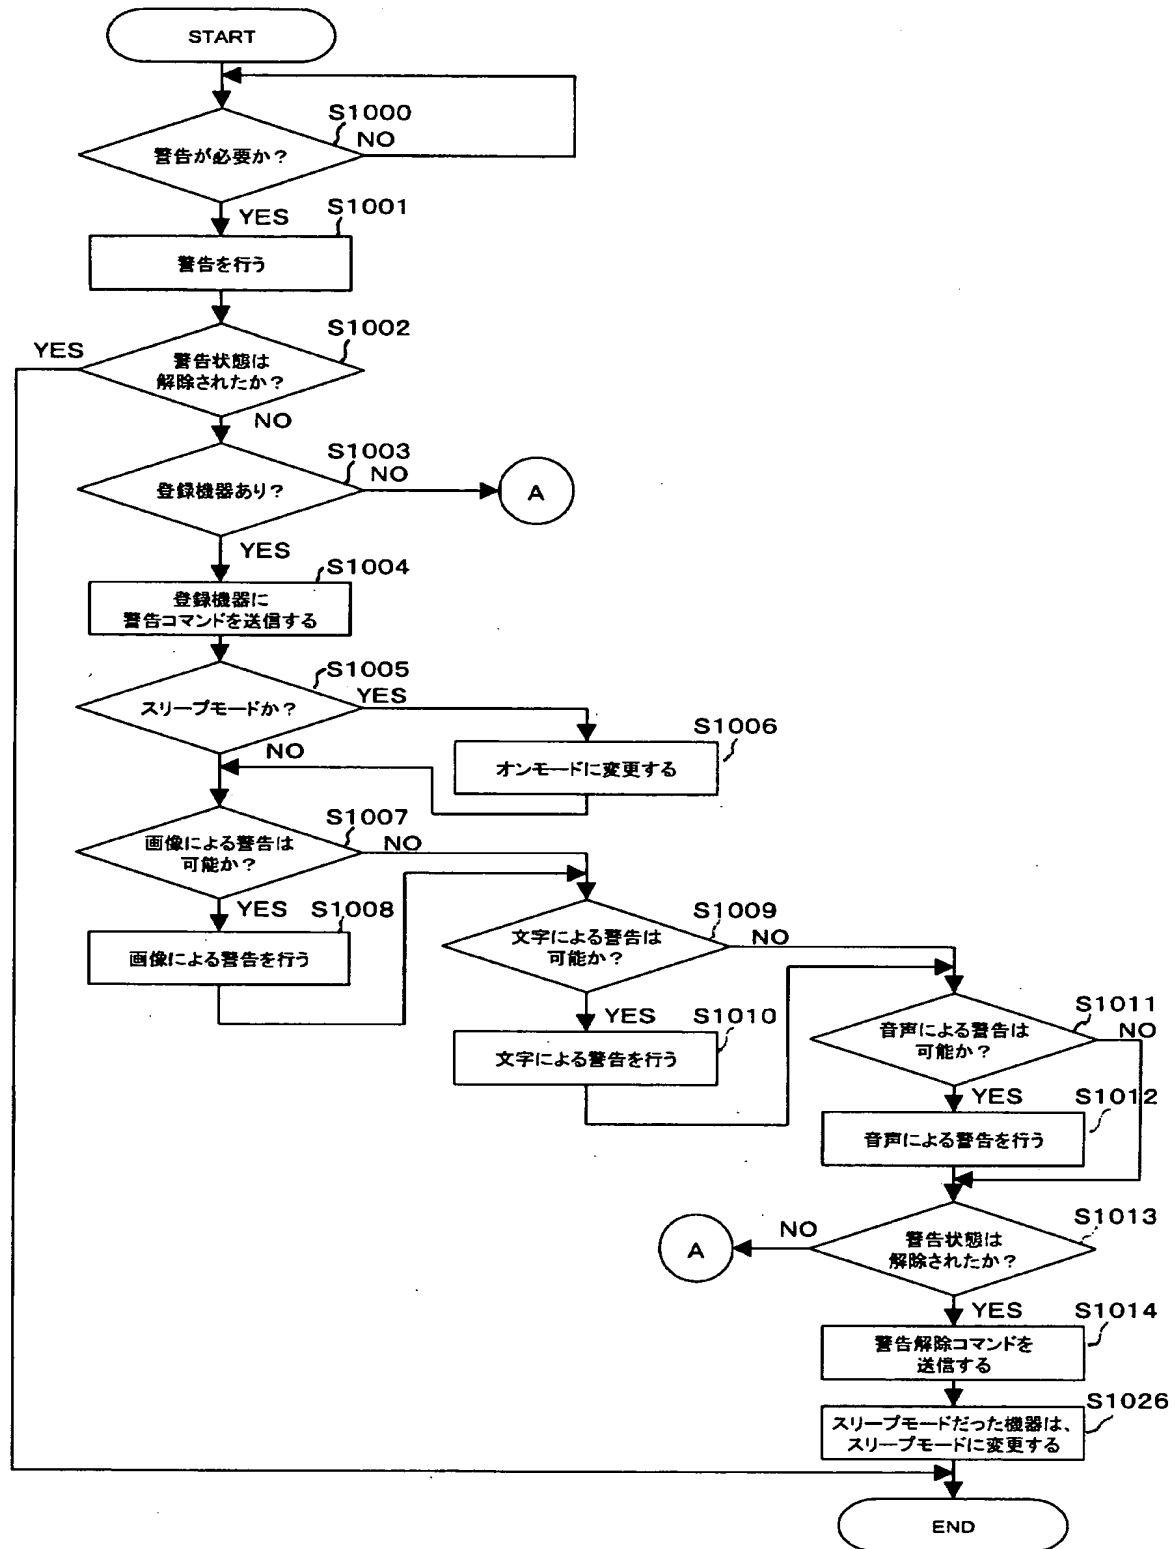 START
S1000
NO
警告が必要か？
YES
S1001
警告を行う
S1002
YES
警告状態は
解除されたか？
NO
S1003
NO
登録機器あり？
A
YES
S1004
登録機器に
警告コマンドを送信する
S1005
YES
スリープモードか？
S1006
NO
オンモードに変更する
S1007
画像による警告は
可能か？
NO
YES
S1008
画像による警告を行う
S1009
文字による警告は
可能か？
NO
YES
S1010
文字による警告を行う
S1011
音声による警告は
可能か？
NO
YES
S1012
音声による警告を行う
S1013
NO
A
警告状態は
解除されたか？
YES
S1014
警告解除コマンドを
送信する
S1026
スリープモードだった機器は、
スリープモードに変更する
END